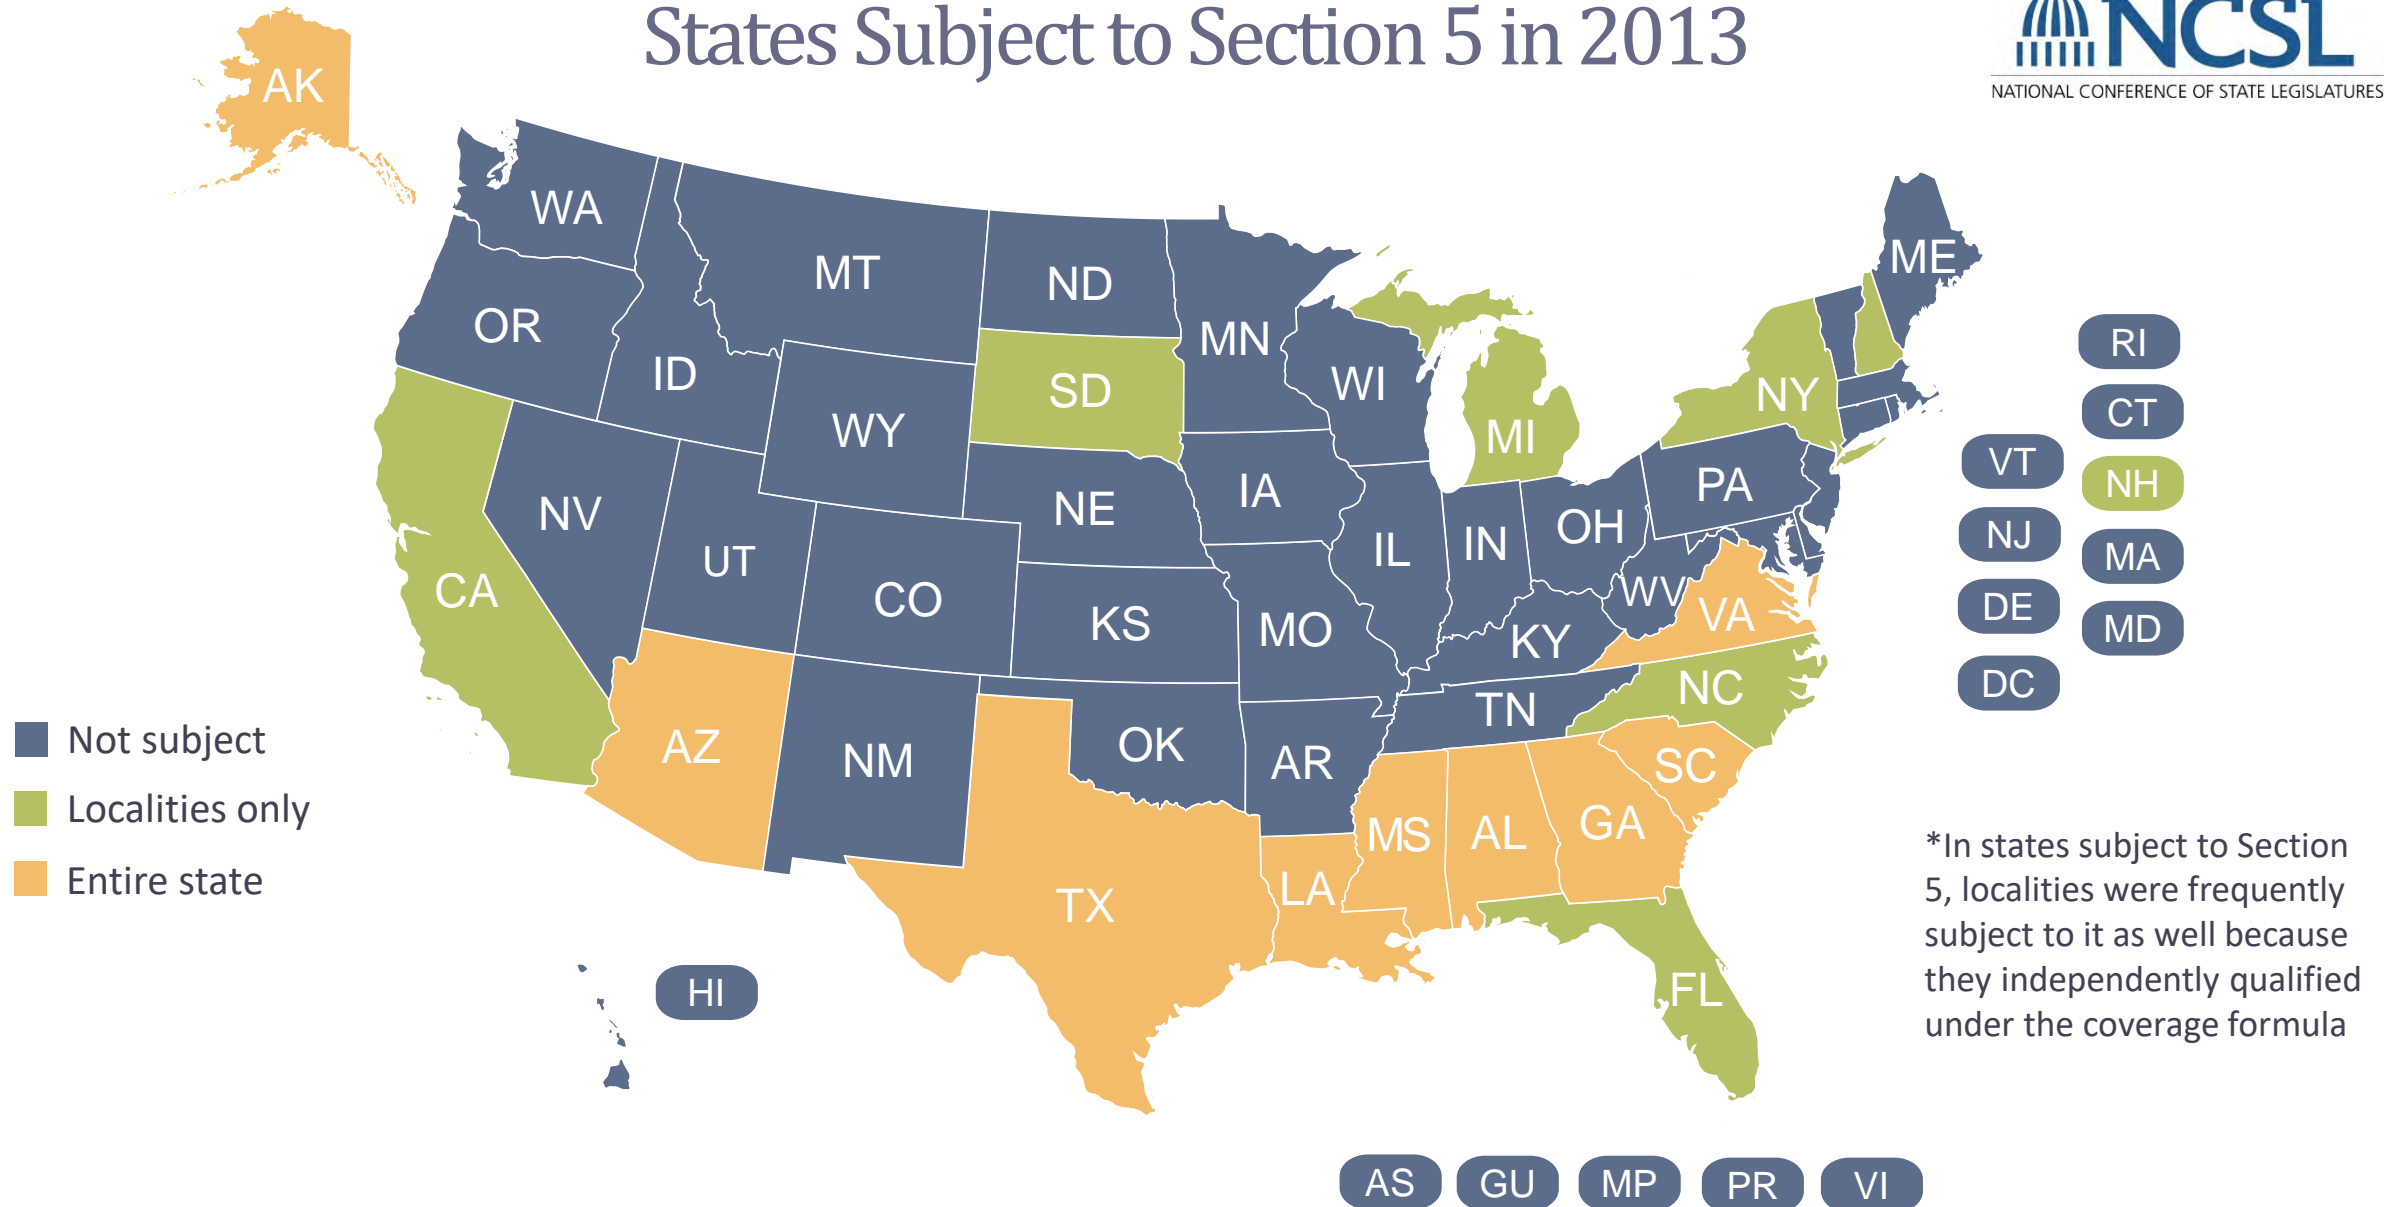 States Subject to Section 5 in 2013
NCSL
NATIONAL CONFERENCE OF STATE LEGISLATURES
AK
WA
MT
ND
MN
ME
OR
ID
WY
SD
WI
MI
NY
RI
CT
VT
NH
NJ
MA
DE
MD
DC
NV
UT
CO
NE
IA
IL
IN
OH
PA
CA
KS
MO
KY
WV
VA
AZ
NM
OK
AR
TN
NC
SC
TX
LA
MS
AL
GA
FL
HI
Not subject
Localities only
Entire state
*In states subject to Section
5, localities were frequently
subject to it as well because
they independently qualified
under the coverage formula
AS
GU
MP
PR
VI